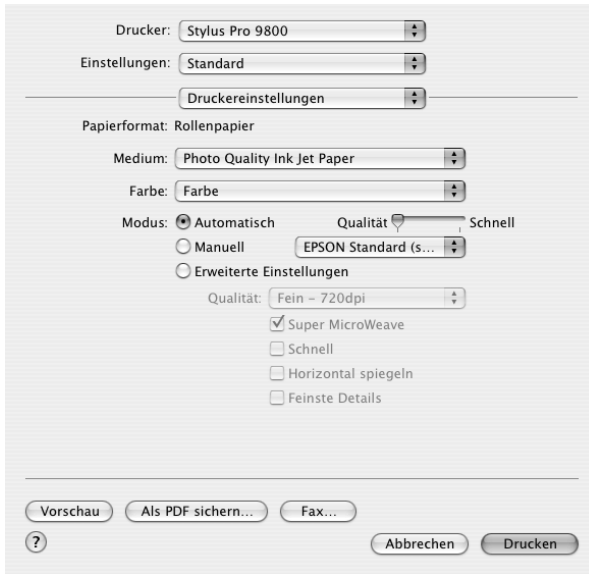 Drucker: Stylus Pro 9800
Einstellungen: Standard
Druckereinstellungen
Papierformat: Rollenpapier
Medium: Photo Quality Ink Jet Paper
Farbe: Farbe
Modus: Automatisch Qualität Schnell
Manuell EPSON Standard (s...
Erweiterte Einstellungen
Qualität: Fein – 720dpi
Super MicroWeave
Schnell
Horizontal spiegeln
Feinste Details
Vorschau Als PDF sichern... Fax...
? Abbrechen Drucken